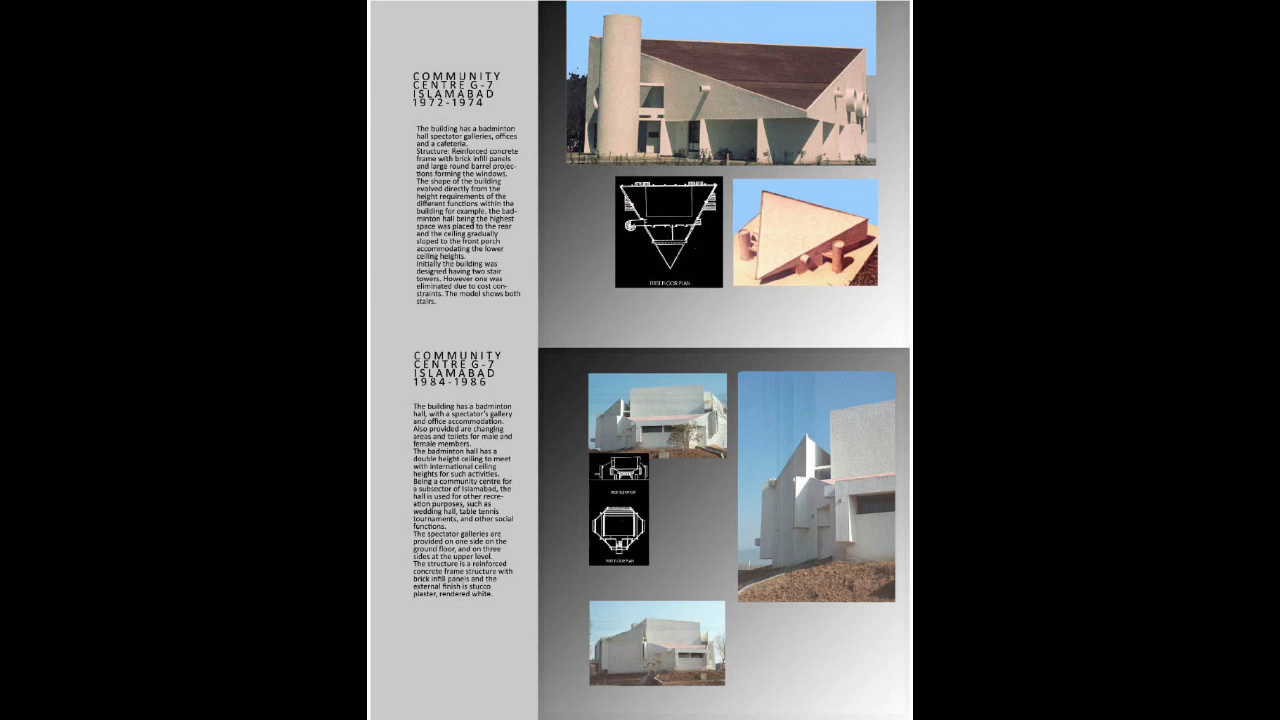 COMMUNITY
CENTRE G-7
ISLAMABAD
1972-1974
The building has a badminton
hall spectator galleries, offices
and a cafeteria.
Structure: Reinforced concrete
frame with brick infill panels
and large round barrel projec-
tions forming the windows.
The shape of the building
evolved directly from the
height requirements of the
different functions within the
building for example, the bad-
minton hall being the highest
space was placed to the rear
and the ceiling gradually
sloped to the front porch
accommodating the lower
ceiling heights.
Initially the building was
designed having two stair
towers. However one was
eliminated due to cost con-
straints. The model shows both
stairs.
FIRST FLOOR PLAN
COMMUNITY
CENTRE G-7
ISLAMABAD
1984-1986
The building has a badminton
hall, with a spectator's gallery
and office accommodation.
Also provided are changing
areas and toilets for male and
female members.
The badminton hall has a
double height ceiling to meet
with international ceiling
heights for such activities.
Being a community centre for
a subsector of Islamabad, the
hall is used for other recre-
ation purposes, such as
wedding hall, table tennis
tournaments, and other social
functions.
The spectator galleries are
provided on one side on the
ground floor, and on three
sides at the upper level.
The structure is a reinforced
concrete frame structure with
brick infill panels and the
external finish is stucco
plaster, rendered white.
FIRST FLOOR PLAN